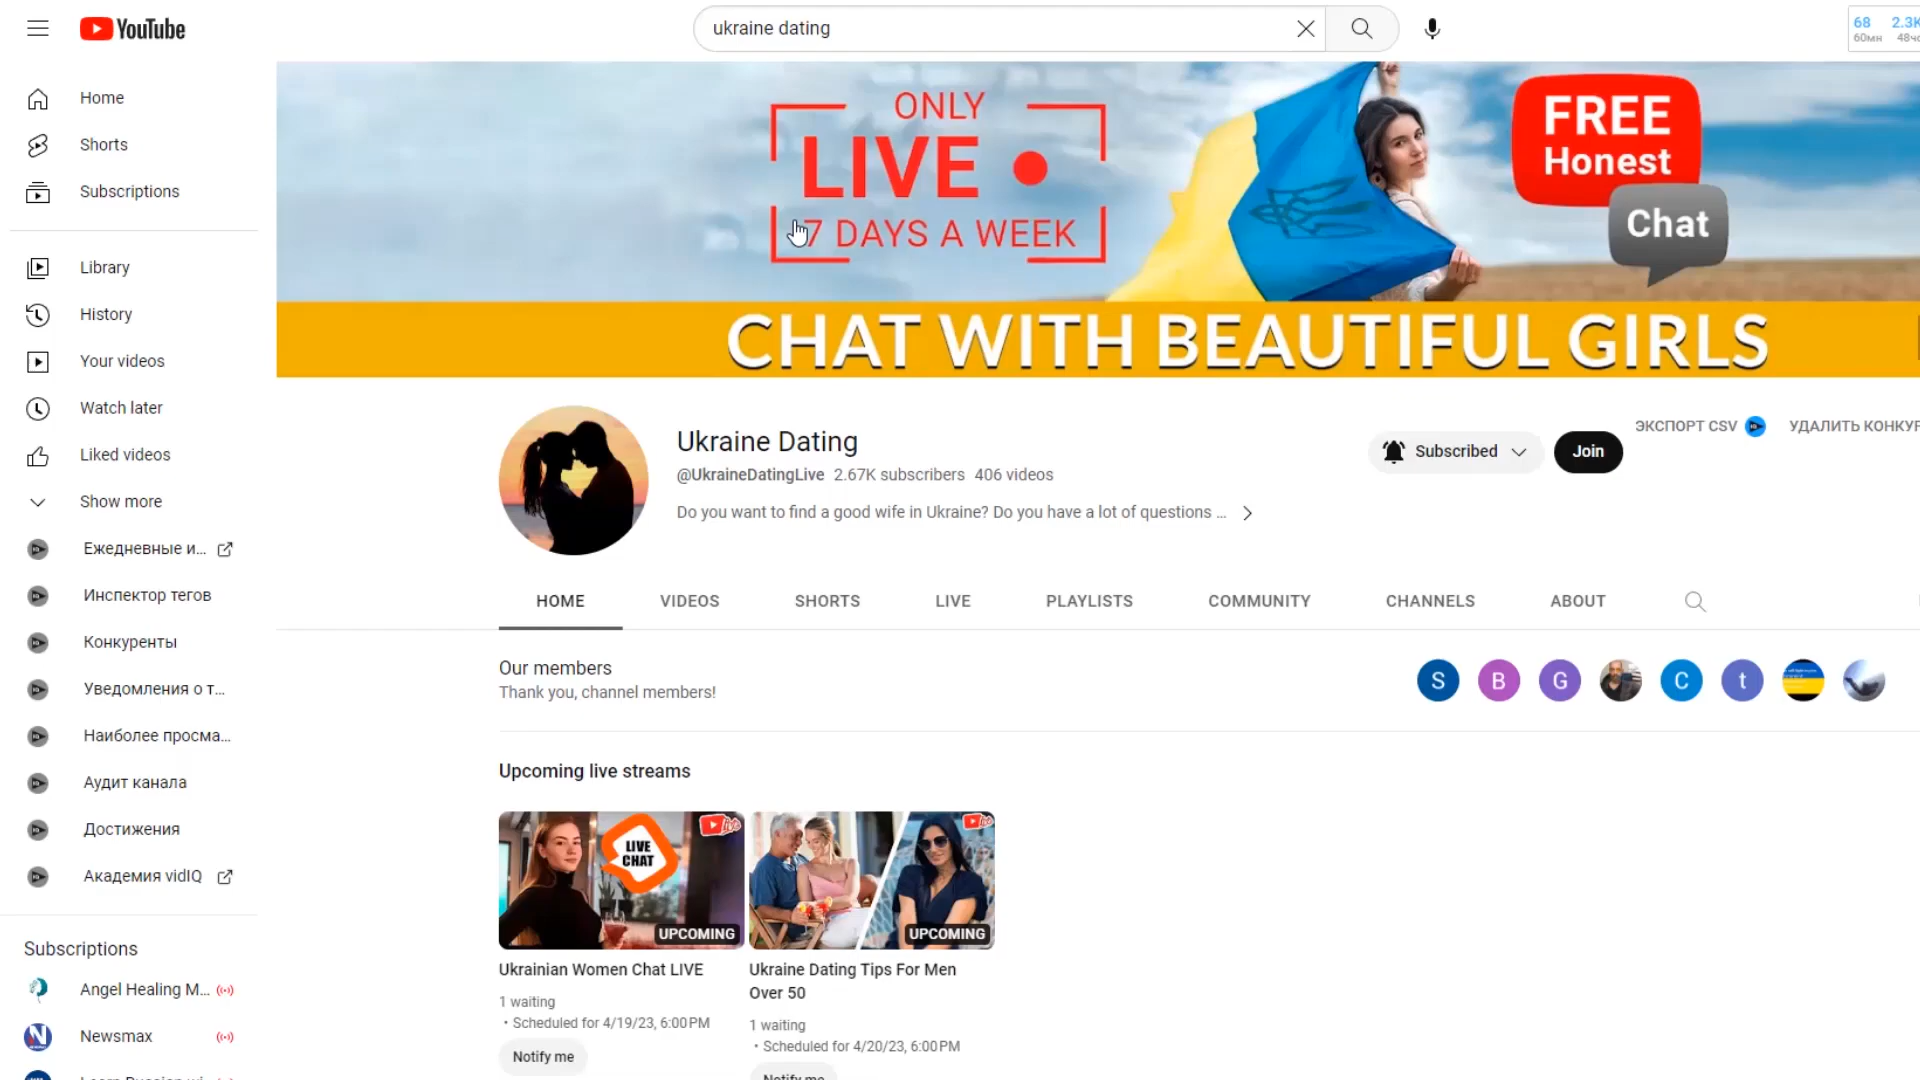 YouTube
ukraine dating
68 2.3K
60мн
Home
Shorts
Subscriptions
Library
History
Your videos
Watch later
Liked videos
Show more
Ежедневные и...
Инспектор тегов
Конкуренты
Уведомления о т...
Наиболее просма...
Аудит канала
Достижения
Академия vidIQ
Subscriptions
Angel Healing M...
Newsmax
ONLY
LIVE
7 DAYS A WEEK
FREE
Honest
Chat
CHAT WITH BEAUTIFUL GIRLS
Ukraine Dating
@UkraineDatingLive 2.67K subscribers 406 videos
Do you want to find a good wife in Ukraine? Do you have a lot of questions ...
Subscribed
Join
ЭКСПОРТ CSV
УДАЛИТЬ КОНКУР
HOME VIDEOS SHORTS LIVE PLAYLISTS COMMUNITY CHANNELS ABOUT
Our members
Thank you, channel members!
S B G C t
Upcoming live streams
LIVE
CHAT
UPCOMING
Ukrainian Women Chat LIVE
1 waiting
• Scheduled for 4/19/23, 6:00 PM
Notify me
UPCOMING
Ukraine Dating Tips For Men
Over 50
1 waiting
• Scheduled for 4/20/23, 6:00 PM
Notify me